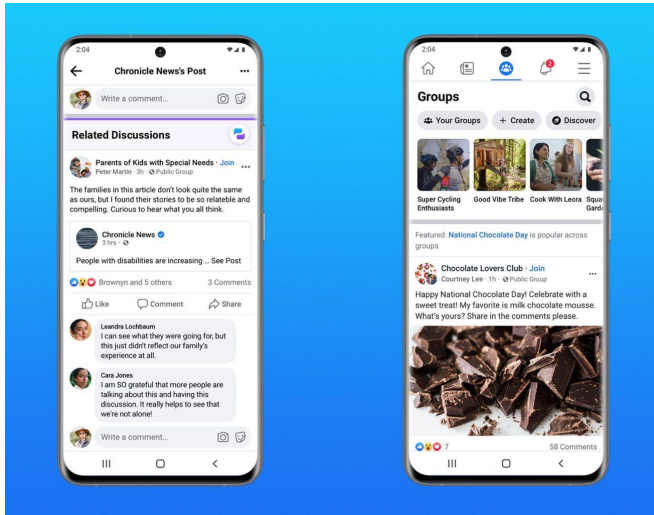 2:04
Chronicle News's Post
Write a comment...
Related Discussions
Parents of Kids with Special Needs · Join
Peter Martin · 3h · Public Group
The families in this article don't look quite the same
as ours, but I found their stories to be so relateble and
compelling. Curious to hear what you all think.
Chronicle News
3 hrs ·
People with disabilities are increasing ... See Post
Brownyn and 5 others
3 Comments
Like
Comment
Share
Leandra Lochbaum
I can see what they were going for, but
this just didn't reflect our family's
experience at all.
Cara Jones
I am SO grateful that more people are
talking about this and having this
discussion. It really helps to see that
we're not alone!
Write a comment...
2:04
2
Groups
Your Groups
+ Create
Discover
Super Cycling
Enthusiasts
Good Vibe Tribe
Cook With Leora
Squa
Gard
Featured: National Chocolate Day is popular across
groups
Chocolate Lovers Club · Join
Courtney Lee · 1h · Public Group
Happy National Chocolate Day! Celebrate with a
sweet treat! My favorite is milk chocolate mousse.
What's yours? Share in the comments please.
7
58 Comments